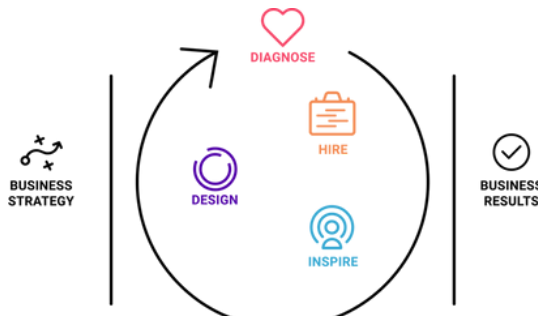 DIAGNOSE
HIRE
DESIGN
INSPIRE
BUSINESS
STRATEGY
BUSINESS
RESULTS